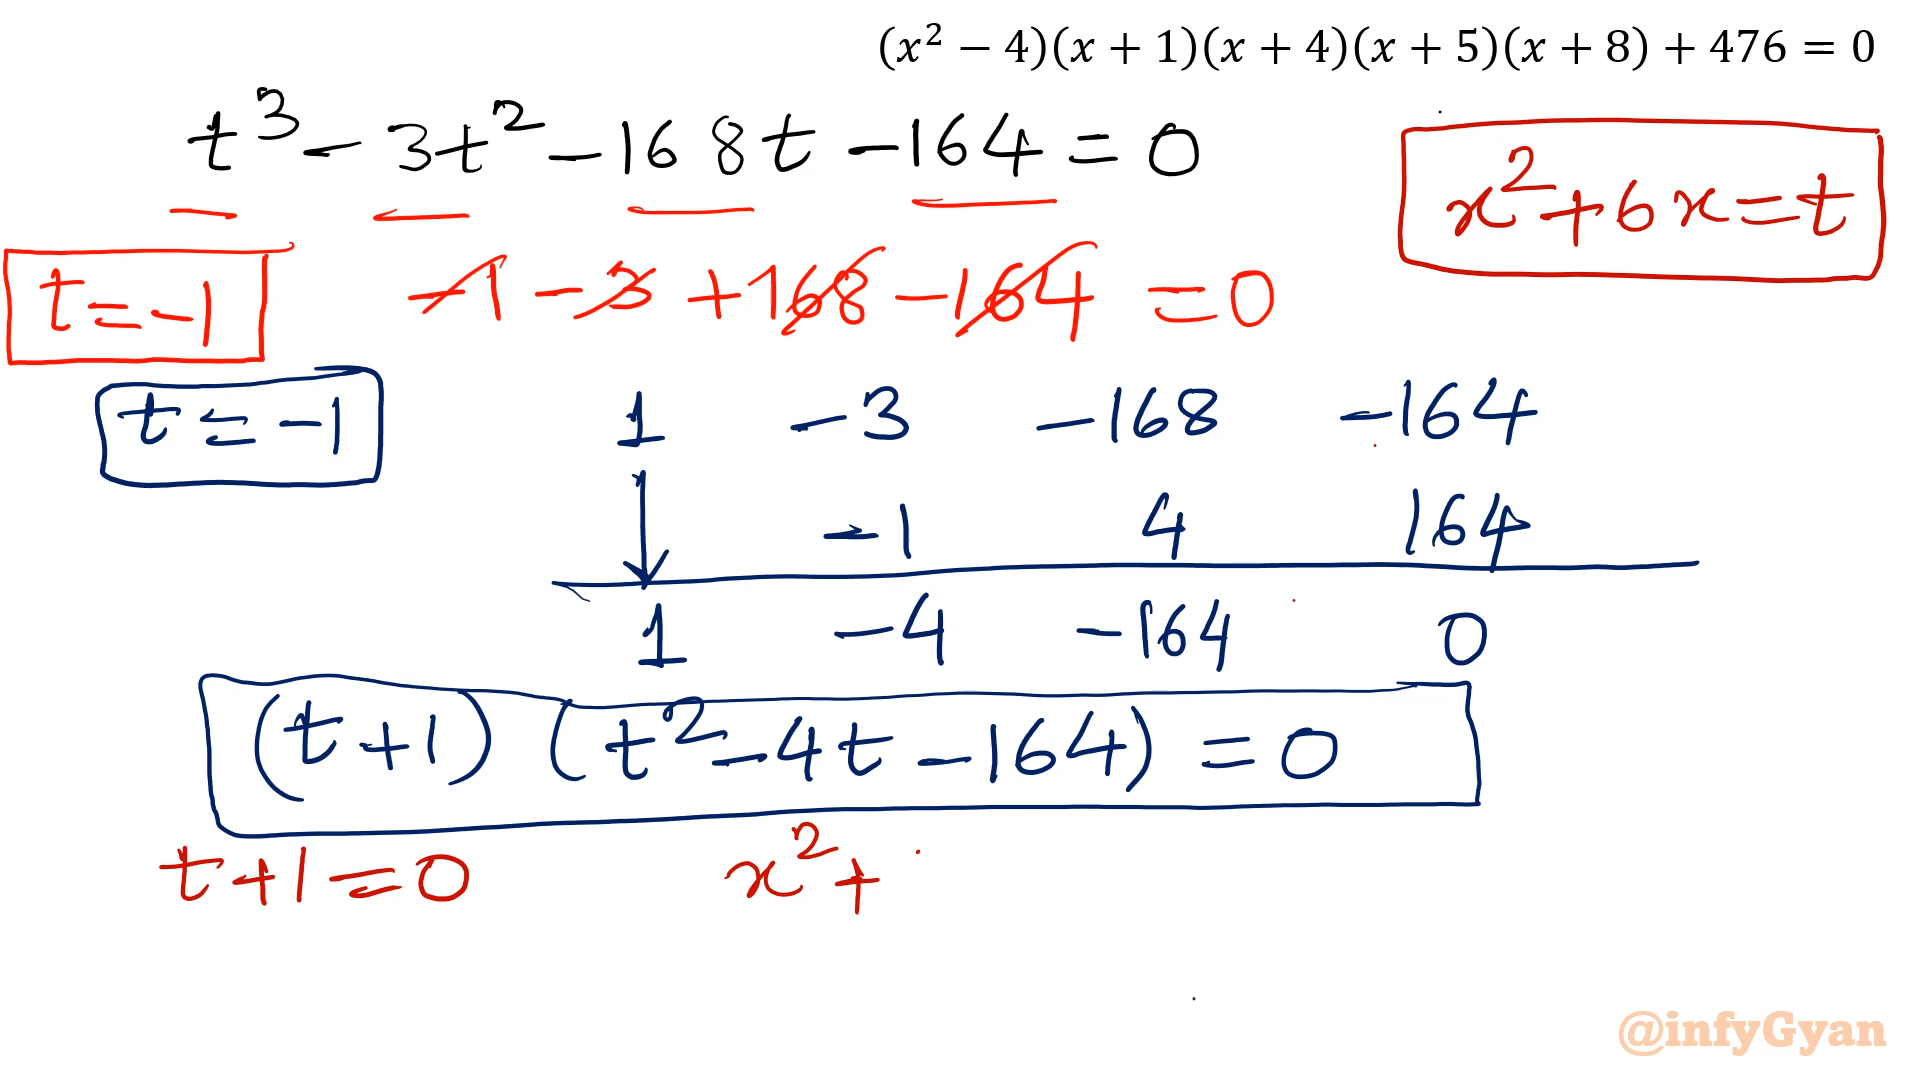 (x² − 4)(x + 1)(x + 4)(x + 5)(x + 8) + 476 = 0
t³ − 3t² − 168t − 164 = 0
x² + 6x = t
t = −1
−1 − 3 + 168 − 164 = 0
t = −1
1 −3 −168 −164
−1 4 164
1 −4 −164 0
(t + 1) (t² − 4t − 164) = 0
t + 1 = 0 x² +
@infyGyan